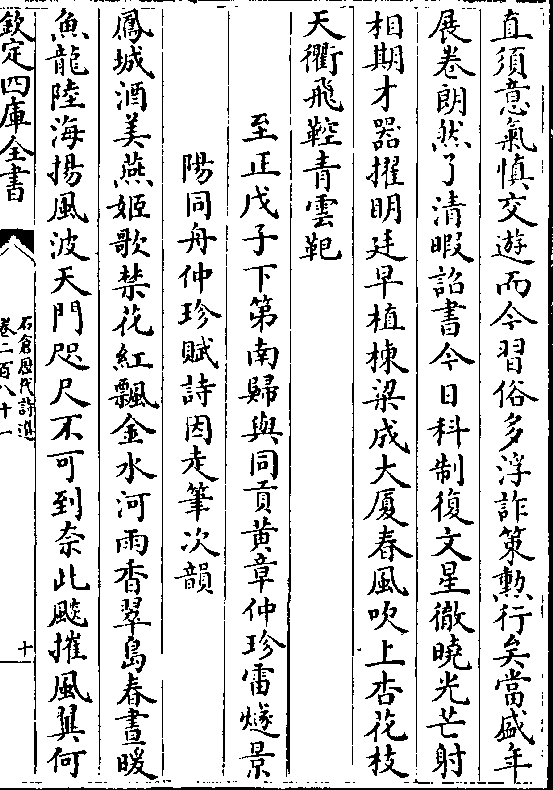 直須意氣慎交遊而今習俗多浮詐策勲行矣當盛年
展卷朗然了清暇詔書今日科制復文星徹曉光芒射
相期才器擢明廷早植棟梁成大厦春風吹上杏花枝
天衢飛鞚青雲靶
至正戊子下第南歸與同貢黄章仲珍雷燧景
陽同舟仲珍賦詩因走筆次韻
鳳城酒美燕姬歌禁花紅飄金水河雨香翠島春晝暖
魚龍陸海揚風波天門咫尺不可到奈此颷摧風翼何
欽定四庫全書
石倉歴代詩選
卷二百八十一
十